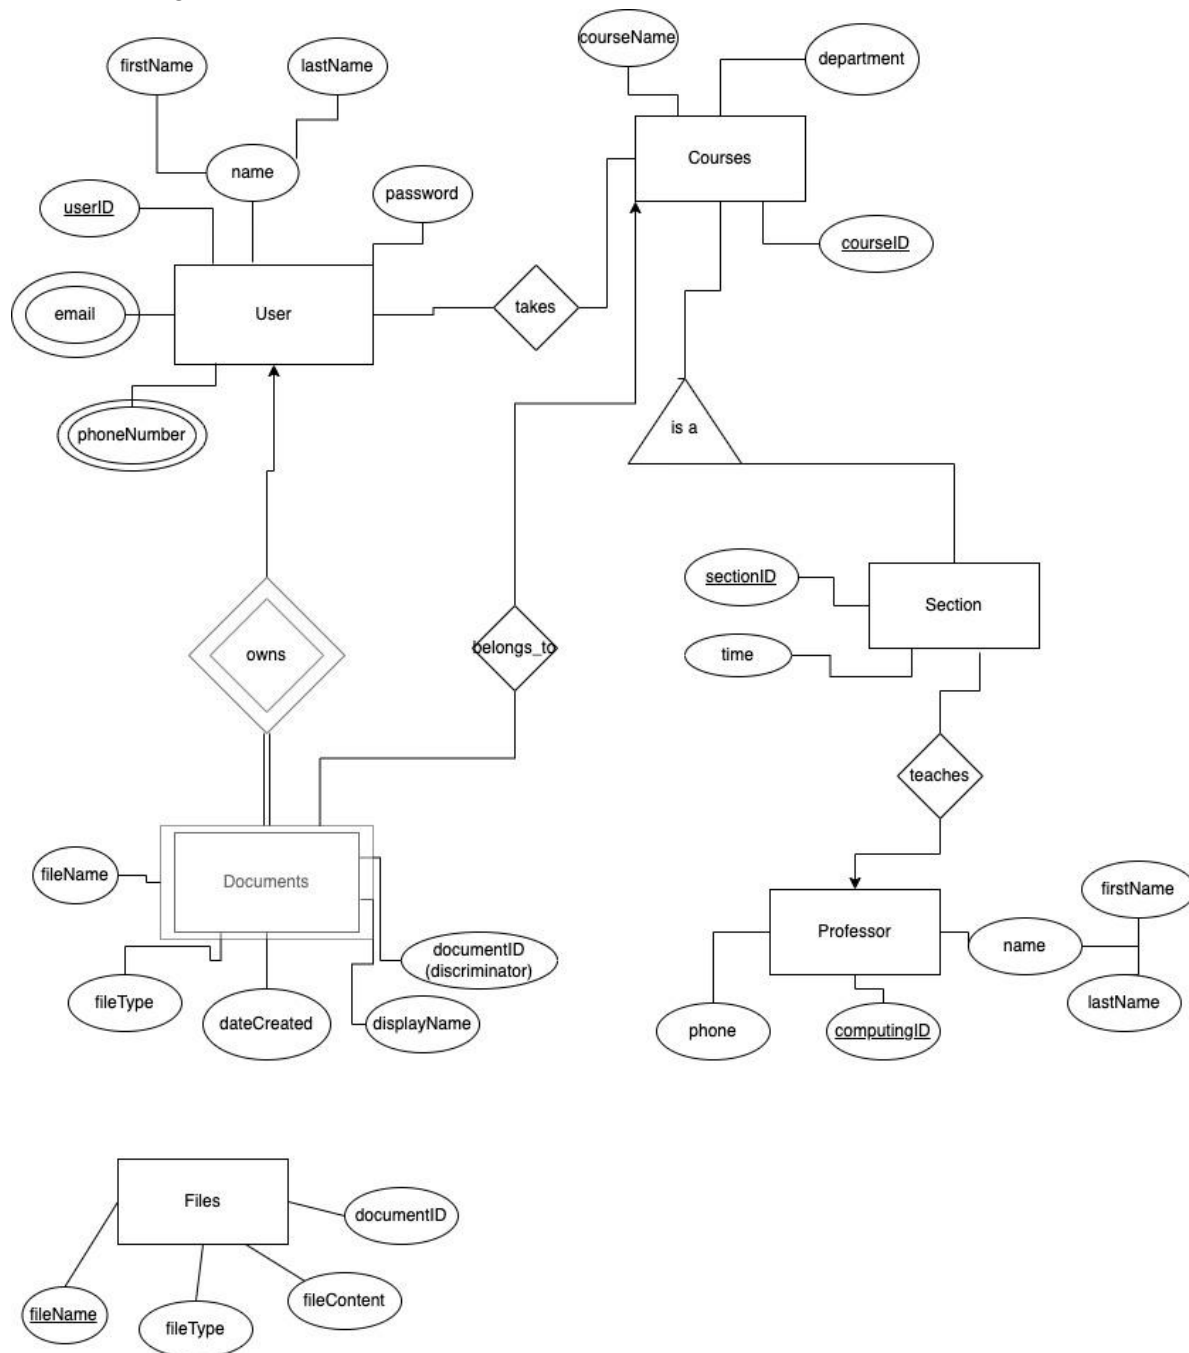 courseName
department
firstName
lastName
Courses
name
password
userID
courseID
email
User
takes
phoneNumber
is a
sectionID
Section
owns
belongs_to
time
teaches
fileName
Documents
firstName
Professor
name
documentID
(discriminator)
fileType
dateCreated
displayName
phone
computingID
lastName
Files
documentID
fileContent
fileName
fileType